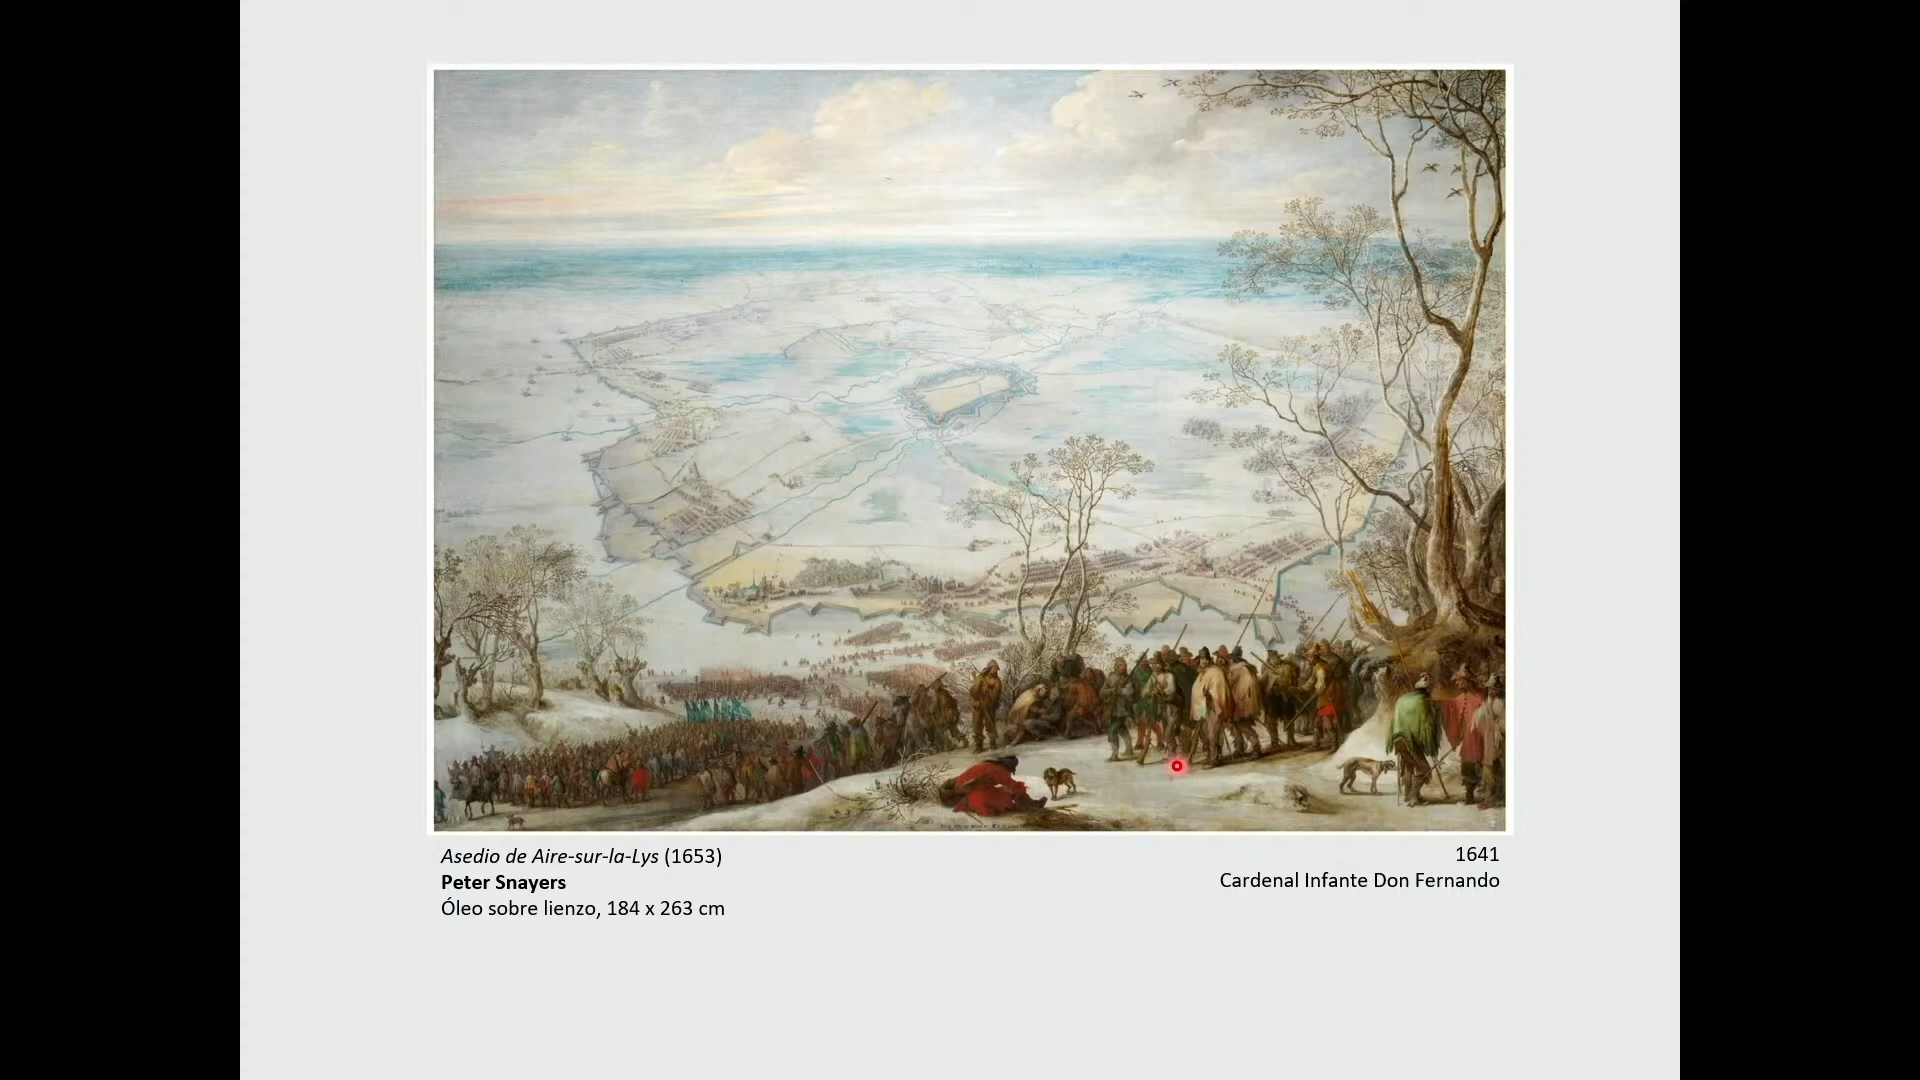 Asedio de Aire-sur-la-Lys (1653)
Peter Snayers
Óleo sobre lienzo, 184 x 263 cm
1641
Cardenal Infante Don Fernando